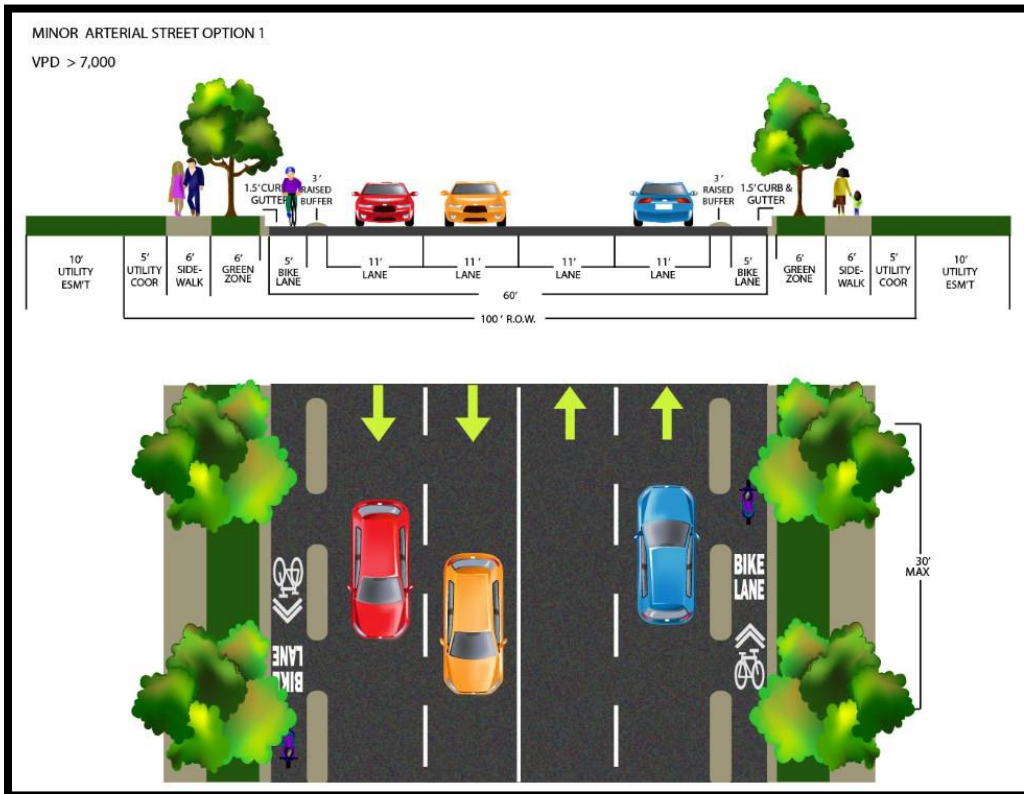 MINOR ARTERIAL STREET OPTION 1
VPD > 7,000
1.5' CURB &
GUTTER
3'
RAISED
BUFFER
3'
RAISED
BUFFER
1.5' CURB &
GUTTER
10'
UTILITY
ESM'T
5'
UTILITY
COOR
6'
SIDE-
WALK
6'
GREEN
ZONE
5'
BIKE
LANE
11'
LANE
11'
LANE
11'
LANE
11'
LANE
5'
BIKE
LANE
6'
GREEN
ZONE
6'
SIDE-
WALK
5'
UTILITY
COOR
10'
UTILITY
ESM'T
60'
100' R.O.W.
BIKE
LANE
BIKE
LANE
30'
MAX